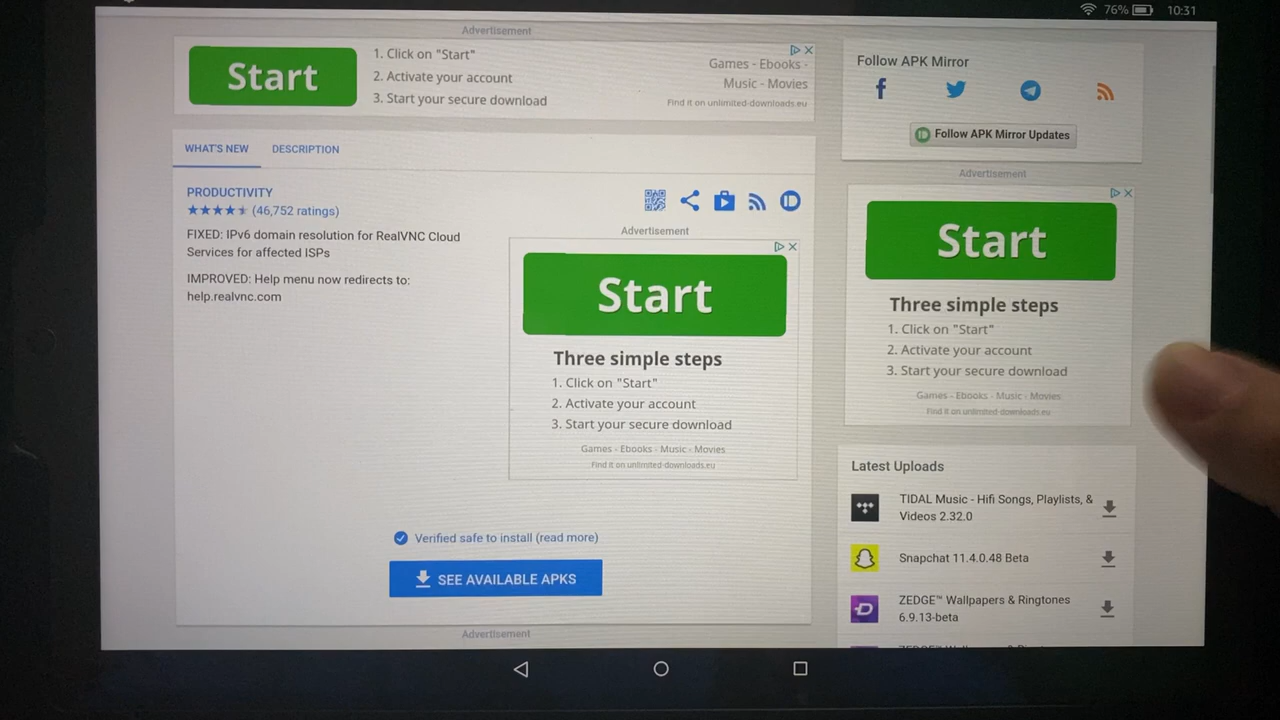 76% 10:31
Advertisement
Start
1. Click on "Start"
2. Activate your account
3. Start your secure download
Games - Ebooks -
Music - Movies
Find it on unlimited-downloads.eu
WHAT'S NEW DESCRIPTION
PRODUCTIVITY
(46,752 ratings)
FIXED: IPv6 domain resolution for RealVNC Cloud
Services for affected ISPs
IMPROVED: Help menu now redirects to:
help.realvnc.com
Advertisement
Start
Three simple steps
1. Click on "Start"
2. Activate your account
3. Start your secure download
Games - Ebooks - Music - Movies
Find it on unlimited-downloads.eu
Verified safe to install (read more)
SEE AVAILABLE APKS
Advertisement
Follow APK Mirror
Follow APK Mirror Updates
Advertisement
Start
Three simple steps
1. Click on "Start"
2. Activate your account
3. Start your secure download
Games - Ebooks - Music - Movies
Find it on unlimited-downloads.eu
Latest Uploads
TIDAL Music - Hifi Songs, Playlists, &
Videos 2.32.0
Snapchat 11.4.0.48 Beta
ZEDGE™ Wallpapers & Ringtones
6.9.13-beta